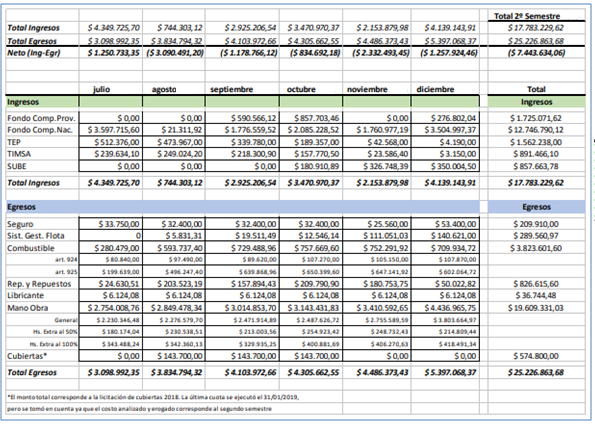 Total 2º Semestre
Total Ingresos $ 4.349.725,70 $ 744.303,12 $ 2.925.206,54 $ 3.470.970,37 $ 2.153.879,98 $ 4.139.143,91 $ 17.783.229,62
Total Egresos $ 3.098.992,35 $ 3.834.794,32 $ 4.103.972,66 $ 4.305.662,55 $ 4.486.373,43 $ 5.397.068,37 $ 25.226.863,68
Neto (Ing-Egr) $ 1.250.733,35 ($ 3.090.491,20) ($ 1.178.766,12) ($ 834.692,18) ($ 2.332.493,45) ($ 1.257.924,46) ($ 7.443.634,06)
julio agosto septiembre octubre noviembre diciembre Total
Ingresos Ingresos
Fondo Comp.Prov. $ 0,00 $ 0,00 $ 590.566,12 $ 857.703,46 $ 0,00 $ 276.802,04 $ 1.725.071,62
Fondo Comp.Nac. $ 3.597.715,60 $ 21.311,92 $ 1.776.559,52 $ 2.085.228,52 $ 1.760.977,19 $ 3.504.997,37 $ 12.746.790,12
TEP $ 512.376,00 $ 473.967,00 $ 339.780,00 $ 189.357,00 $ 42.568,00 $ 4.190,00 $ 1.562.238,00
TIMSA $ 239.634,10 $ 249.024,20 $ 218.300,90 $ 157.770,50 $ 23.586,40 $ 3.150,00 $ 891.466,10
SUBE $ 0,00 $ 0,00 $ 0,00 $ 180.910,89 $ 326.748,39 $ 350.004,50 $ 857.663,78
Total Ingresos $ 4.349.725,70 $ 744.303,12 $ 2.925.206,54 $ 3.470.970,37 $ 2.153.879,98 $ 4.139.143,91 $ 17.783.229,62
Egresos Egresos
Seguro $ 33.750,00 $ 32.400,00 $ 32.400,00 $ 32.400,00 $ 25.560,00 $ 53.400,00 $ 209.910,00
Sist. Gest. Flota 0 $ 5.831,31 $ 19.511,49 $ 12.546,14 $ 111.051,03 $ 140.621,00 $ 289.560,97
Combustible $ 280.479,00 $ 593.737,40 $ 729.488,96 $ 757.669,60 $ 752.291,92 $ 709.934,72 $ 3.823.601,60
art. 924 $ 80.840,00 $ 97.490,00 $ 89.620,00 $ 107.270,00 $ 105.150,00 $ 107.870,00
art. 925 $ 199.639,00 $ 496.247,40 $ 639.868,96 $ 650.399,60 $ 647.141,92 $ 602.064,72
Rep. y Repuestos $ 24.630,51 $ 203.523,19 $ 157.894,43 $ 209.790,90 $ 180.753,75 $ 50.022,82 $ 826.615,60
Libricante $ 6.124,08 $ 6.124,08 $ 6.124,08 $ 6.124,08 $ 6.124,08 $ 6.124,08 $ 36.744,48
Mano Obra $ 2.754.008,76 $ 2.849.478,34 $ 3.014.853,70 $ 3.143.431,83 $ 3.410.592,65 $ 4.436.965,75 $ 19.609.331,03
General $ 2.230.346,48 $ 2.276.579,70 $ 2.471.914,89 $ 2.487.626,72 $ 2.755.589,59 $ 3.803.664,97
Hs. Extra al 50% $ 180.174,04 $ 230.538,51 $ 213.003,56 $ 254.923,42 $ 248.732,43 $ 214.809,44
Hs. Extra al 100% $ 343.488,24 $ 342.360,13 $ 329.935,25 $ 400.881,69 $ 406.270,63 $ 418.491,34
Cubiertas* $ 0,00 $ 143.700,00 $ 143.700,00 $ 143.700,00 $ 0,00 $ 0,00 $ 574.800,00
Total Egresos $ 3.098.992,35 $ 3.834.794,32 $ 4.103.972,66 $ 4.305.662,55 $ 4.486.373,43 $ 5.397.068,37 $ 25.226.863,68
*El monto total corresponde a la licitación de cubiertas 2018. La última cuota se ejecutó el 31/01/2019,
pero se tomó en cuenta ya que el costo analizado y erogado corresponde al segundo semestre